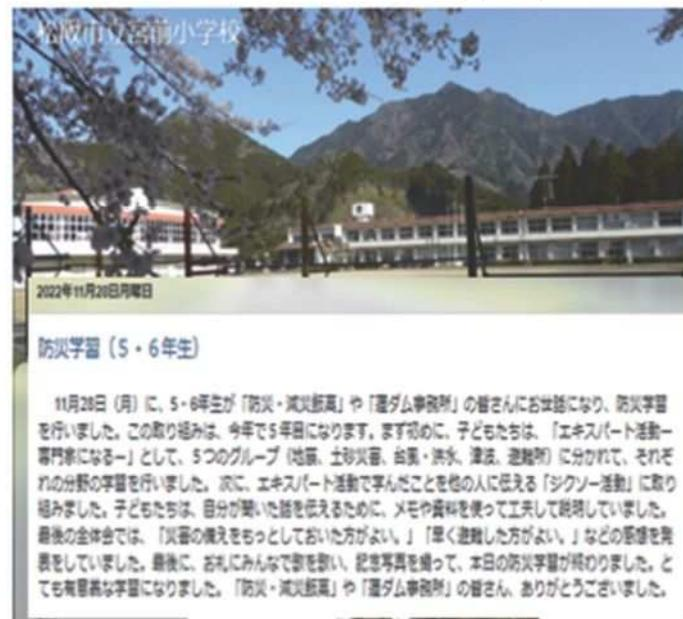 松阪市立宮前小学校
2022年11月28日月曜日
防災学習（5・6年生）
11月28日（月）に、5・6年生が「防災・減災飯高」や「蓮ダム事務所」の皆さんにお世話になり、防災学習
を行いました。この取り組みは、今年で5年目になります。まず初めに、子どもたちは、「エキスパート活動ー
専門家になるー」として、5つのグループ（地震、土砂災害、台風・洪水、津波、避難所）に分かれて、それぞ
れの分野の学習を行いました。次に、エキスパート活動で学んだことを他の人に伝える「ジグソー活動」に取り
組みました。子どもたちは、自分が聞いた話を伝えるために、メモや資料を使って工夫して説明していました。
最後の全体会では、「災害の備えをもっとしておいた方がよい。」「早く避難した方がよい。」などの感想を発
表をしていました。最後に、お礼にみんなで歌を歌い、記念写真を撮って、本日の防災学習が終わりました。と
ても有意義な学習になりました。「防災・減災飯高」や「蓮ダム事務所」の皆さん、ありがとうございました。